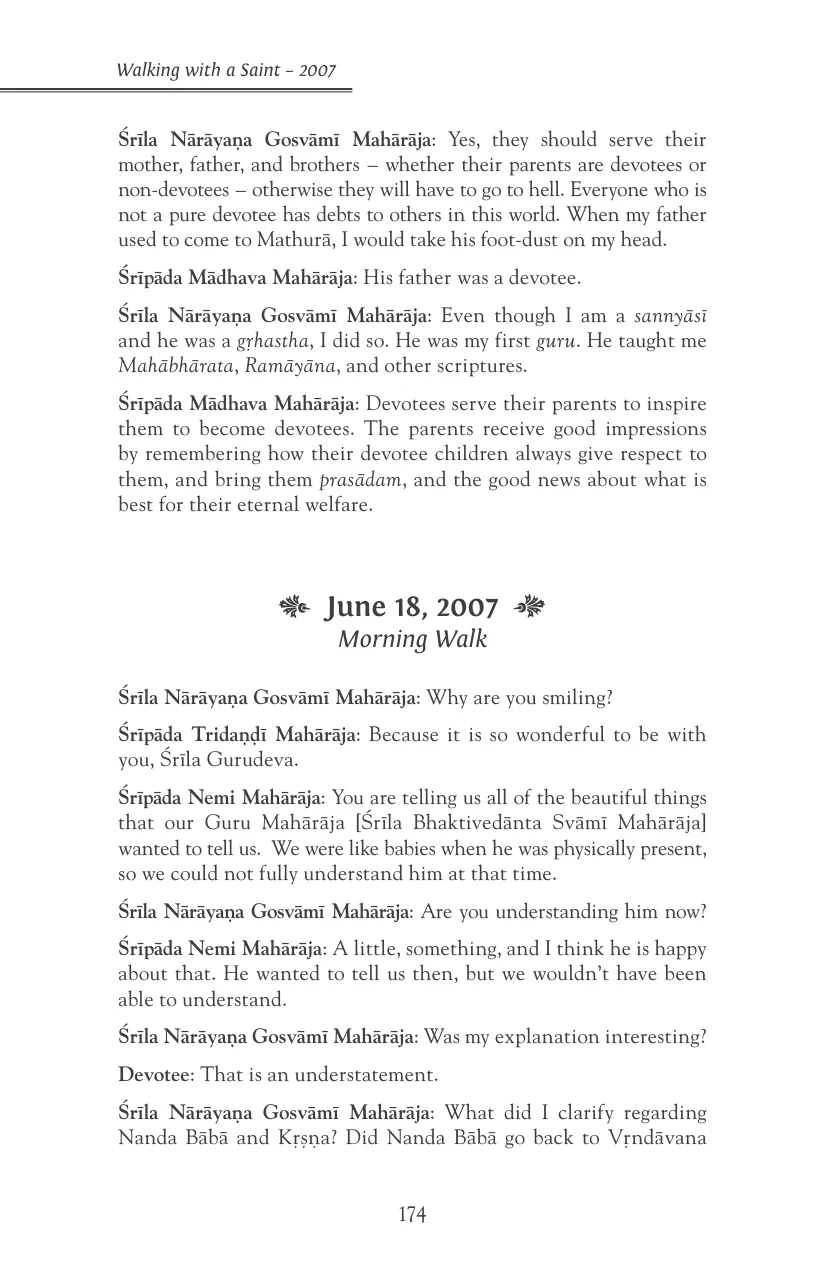 Walking with a Saint – 2007
Śrīla Nārāyaṇa Gosvāmī Mahārāja: Yes, they should serve their
mother, father, and brothers – whether their parents are devotees or
non-devotees – otherwise they will have to go to hell. Everyone who is
not a pure devotee has debts to others in this world. When my father
used to come to Mathurā, I would take his foot-dust on my head.
Śrīpāda Mādhava Mahārāja: His father was a devotee.
Śrīla Nārāyaṇa Gosvāmī Mahārāja: Even though I am a sannyāsī
and he was a gṛhastha, I did so. He was my first guru. He taught me
Mahābhārata, Ramāyāna, and other scriptures.
Śrīpāda Mādhava Mahārāja: Devotees serve their parents to inspire
them to become devotees. The parents receive good impressions
by remembering how their devotee children always give respect to
them, and bring them prasādam, and the good news about what is
best for their eternal welfare.
June 18, 2007
Morning Walk
Śrīla Nārāyaṇa Gosvāmī Mahārāja: Why are you smiling?
Śrīpāda Tridaṇḍī Mahārāja: Because it is so wonderful to be with
you, Śrīla Gurudeva.
Śrīpāda Nemi Mahārāja: You are telling us all of the beautiful things
that our Guru Mahārāja [Śrīla Bhaktivedānta Svāmī Mahārāja]
wanted to tell us. We were like babies when he was physically present,
so we could not fully understand him at that time.
Śrīla Nārāyaṇa Gosvāmī Mahārāja: Are you understanding him now?
Śrīpāda Nemi Mahārāja: A little, something, and I think he is happy
about that. He wanted to tell us then, but we wouldn't have been
able to understand.
Śrīla Nārāyaṇa Gosvāmī Mahārāja: Was my explanation interesting?
Devotee: That is an understatement.
Śrīla Nārāyaṇa Gosvāmī Mahārāja: What did I clarify regarding
Nanda Bābā and Kṛṣṇa? Did Nanda Bābā go back to Vṛndāvana
174